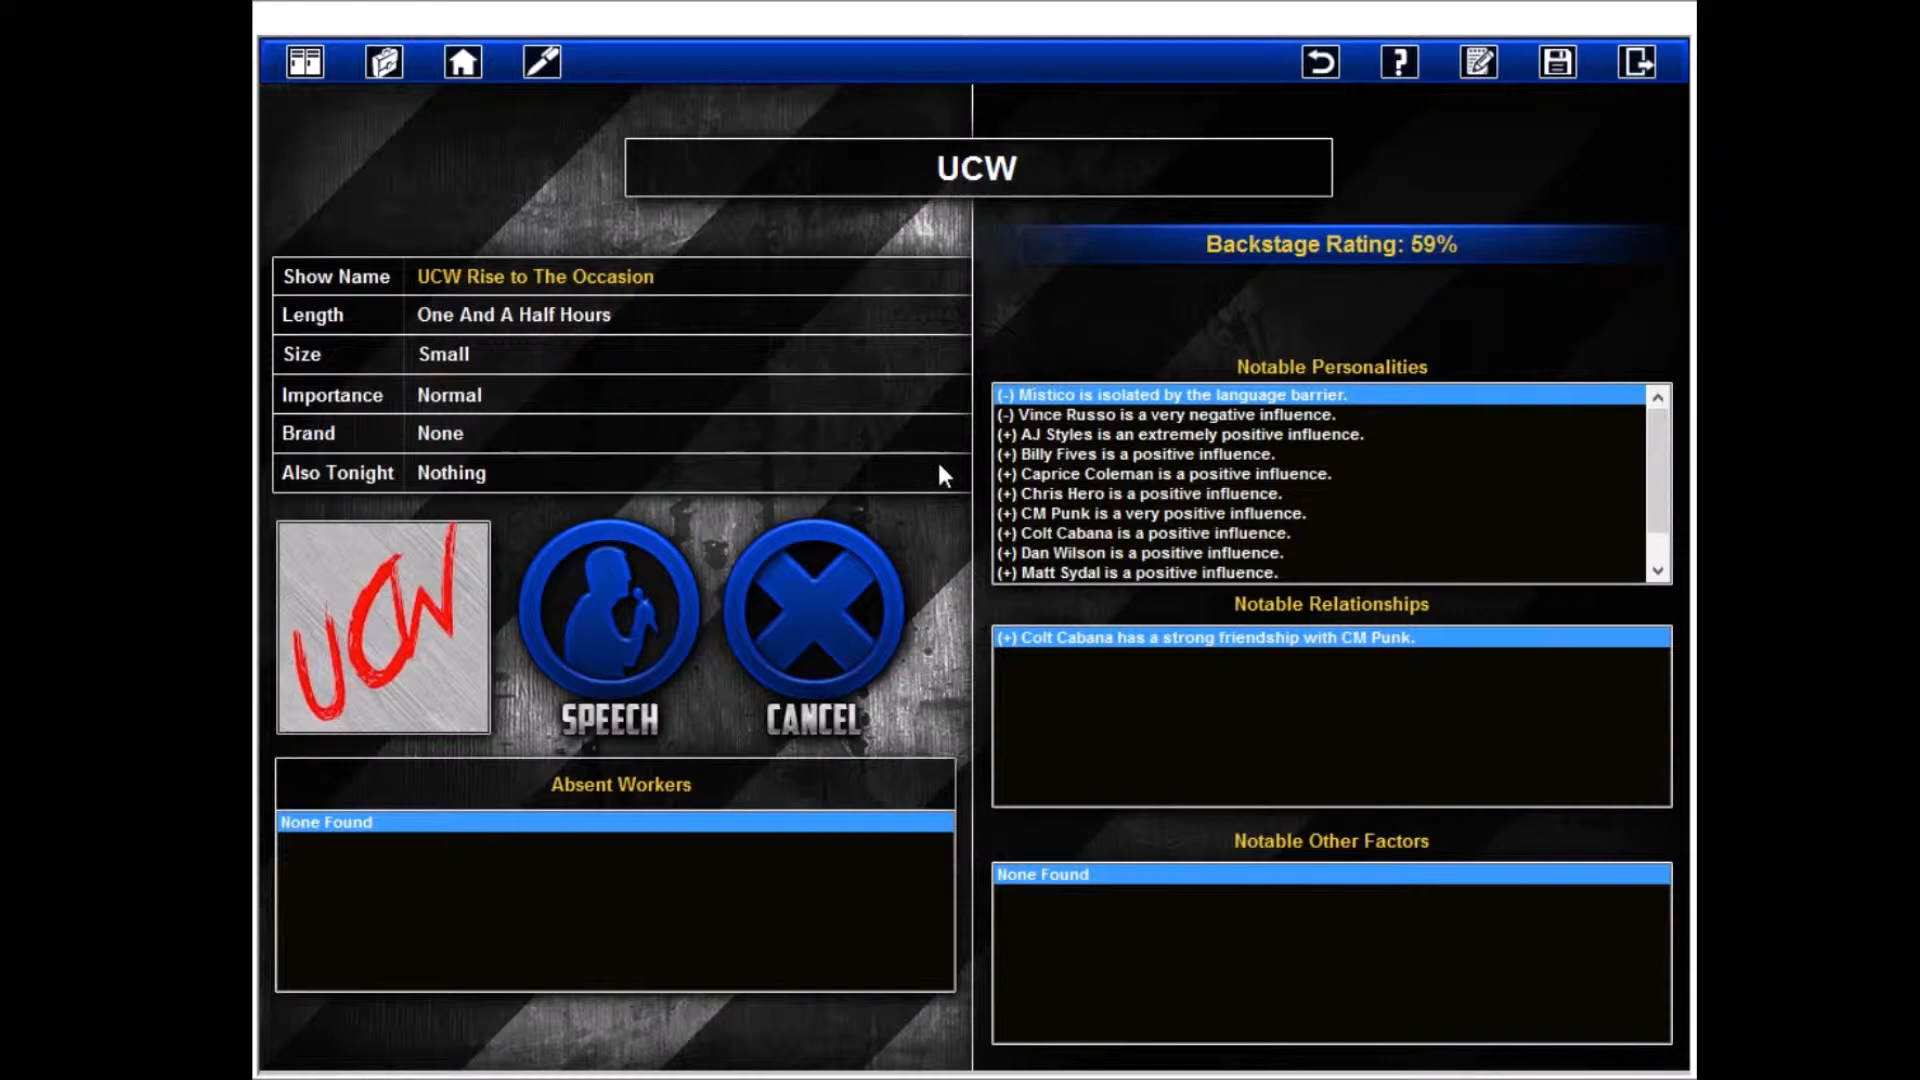 UCW
Backstage Rating: 59%
Show Name UCW Rise to The Occasion
Length One And A Half Hours
Size Small
Importance Normal
Brand None
Also Tonight Nothing
UCW
SPEECH
CANCEL
Absent Workers
None Found
Notable Personalities
(-) Mistico is isolated by the language barrier.
(-) Vince Russo is a very negative influence.
(+) AJ Styles is an extremely positive influence.
(+) Billy Fives is a positive influence.
(+) Caprice Coleman is a positive influence.
(+) Chris Hero is a positive influence.
(+) CM Punk is a very positive influence.
(+) Colt Cabana is a positive influence.
(+) Dan Wilson is a positive influence.
(+) Matt Sydal is a positive influence.
Notable Relationships
(+) Colt Cabana has a strong friendship with CM Punk.
Notable Other Factors
None Found